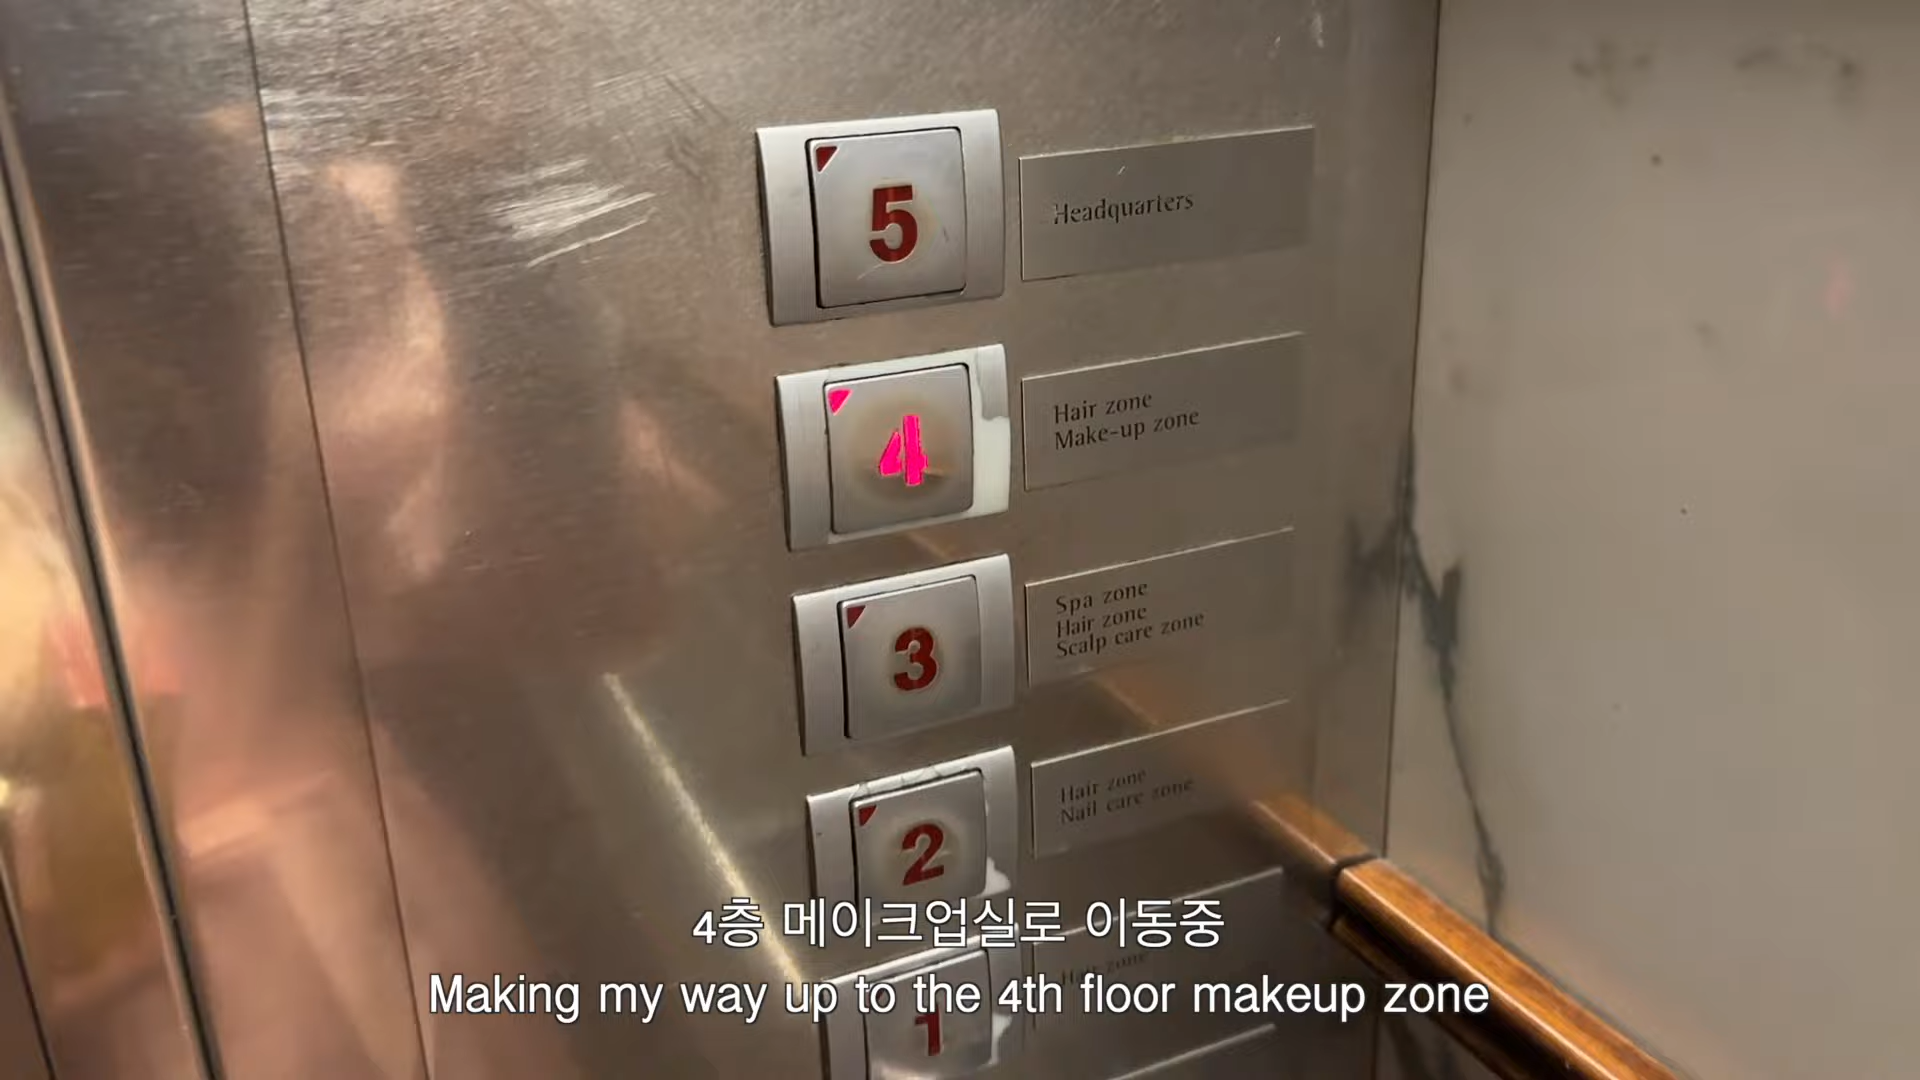 5
Headquarters
4
Hair zone
Make-up zone
3
Spa zone
Hair zone
Scalp care zone
2
Hair zone
Nail care zone
1
Hair zone
4층 메이크업실로 이동중
Making my way up to the 4th floor makeup zone